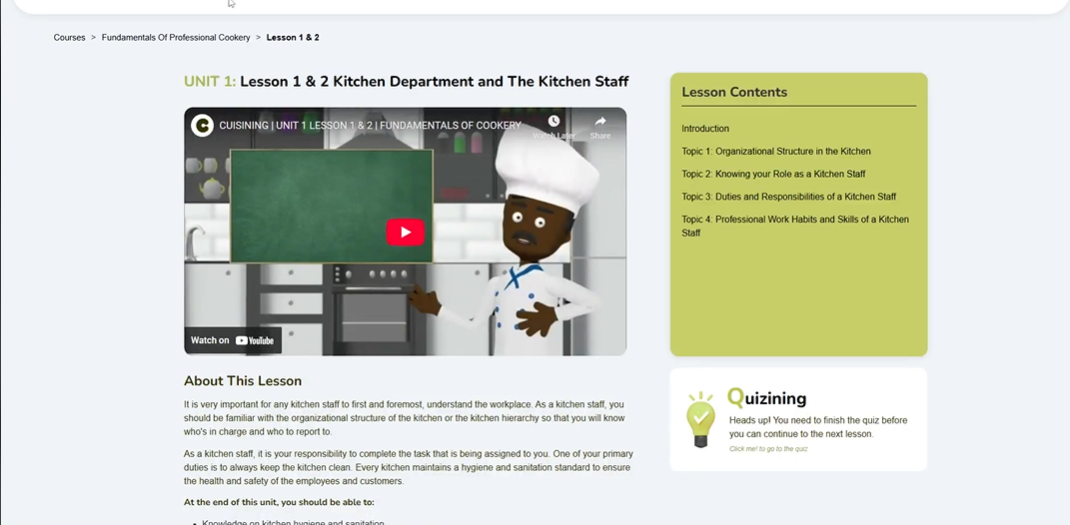 Courses > Fundamentals Of Professional Cookery > Lesson 1 & 2
UNIT 1: Lesson 1 & 2 Kitchen Department and The Kitchen Staff
CUISINING | UNIT 1 LESSON 1 & 2 | FUNDAMENTALS OF COOKERY
Watch Later
Share
Watch on YouTube
About This Lesson
It is very important for any kitchen staff to first and foremost, understand the workplace. As a kitchen staff, you
should be familiar with the organizational structure of the kitchen or the kitchen hierarchy so that you will know
who's in charge and who to report to.
As a kitchen staff, it is your responsibility to complete the task that is being assigned to you. One of your primary
duties is to always keep the kitchen clean. Every kitchen maintains a hygiene and sanitation standard to ensure
the health and safety of the employees and customers.
At the end of this unit, you should be able to:
• Knowledge on kitchen hygiene and sanitation
Lesson Contents
Introduction
Topic 1: Organizational Structure in the Kitchen
Topic 2: Knowing your Role as a Kitchen Staff
Topic 3: Duties and Responsibilities of a Kitchen Staff
Topic 4: Professional Work Habits and Skills of a Kitchen
Staff
Quizining
Heads up! You need to finish the quiz before
you can continue to the next lesson.
Click me! to go to the quiz